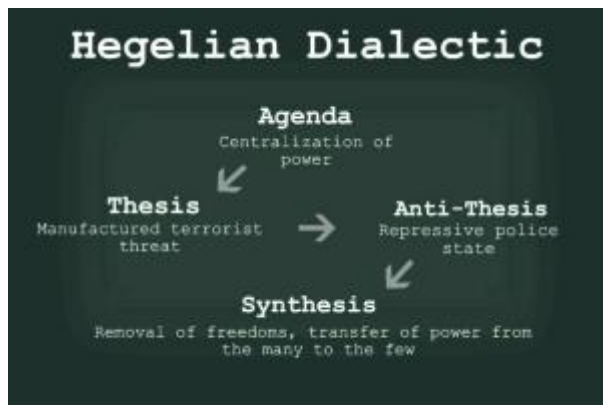 Hegelian Dialectic
Agenda
Centralization of
power
Thesis
Manufactured terrorist
threat
Anti-Thesis
Repressive police
state
Synthesis
Removal of freedoms, transfer of power from
the many to the few